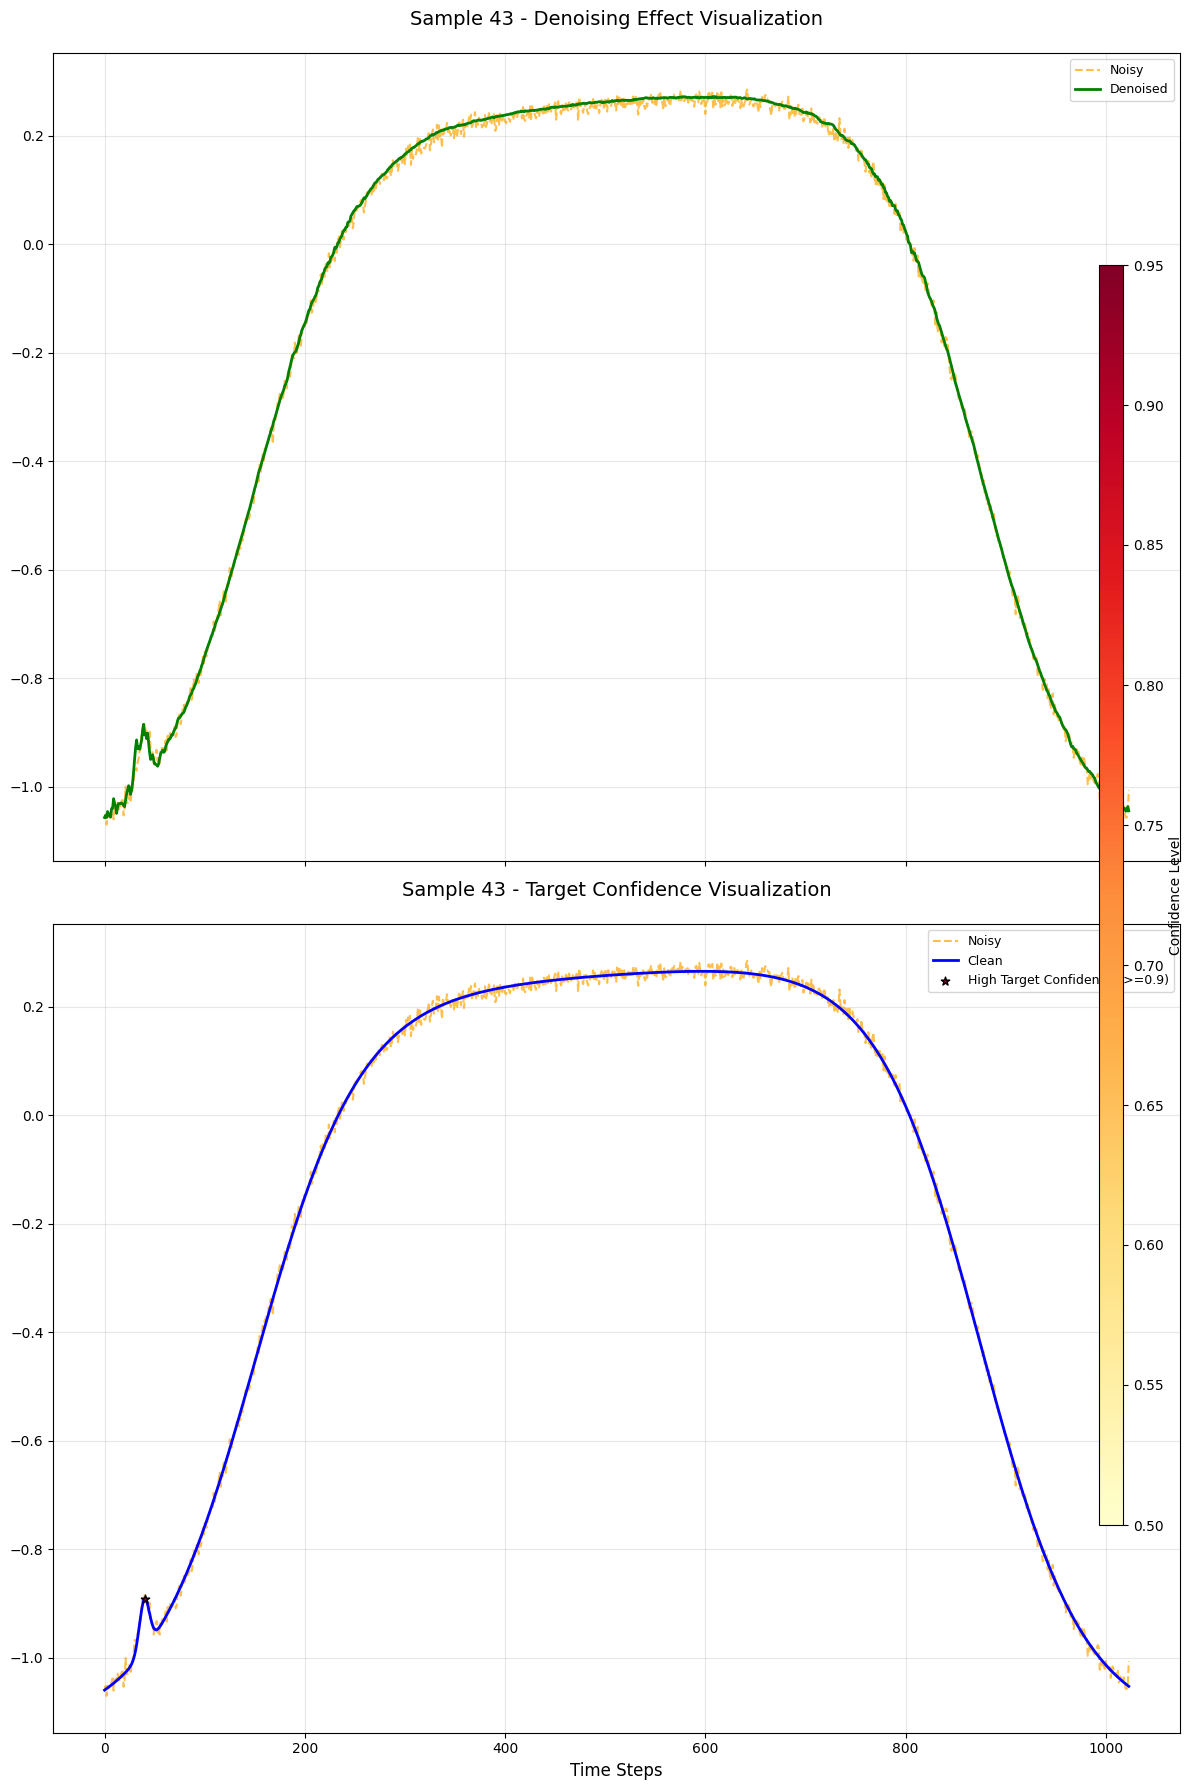 Sample 43 - Denoising Effect Visualization
Noisy
Denoised
0.2
0.0
−0.2
−0.4
−0.6
−0.8
−1.0
0.95
0.90
0.85
0.80
0.75
0.70
0.65
0.60
0.55
0.50
Confidence Level
Sample 43 - Target Confidence Visualization
Noisy
Clean
High Target Confiden >=0.9)
0.2
0.0
−0.2
−0.4
−0.6
−0.8
−1.0
0 200 400 600 800 1000
Time Steps